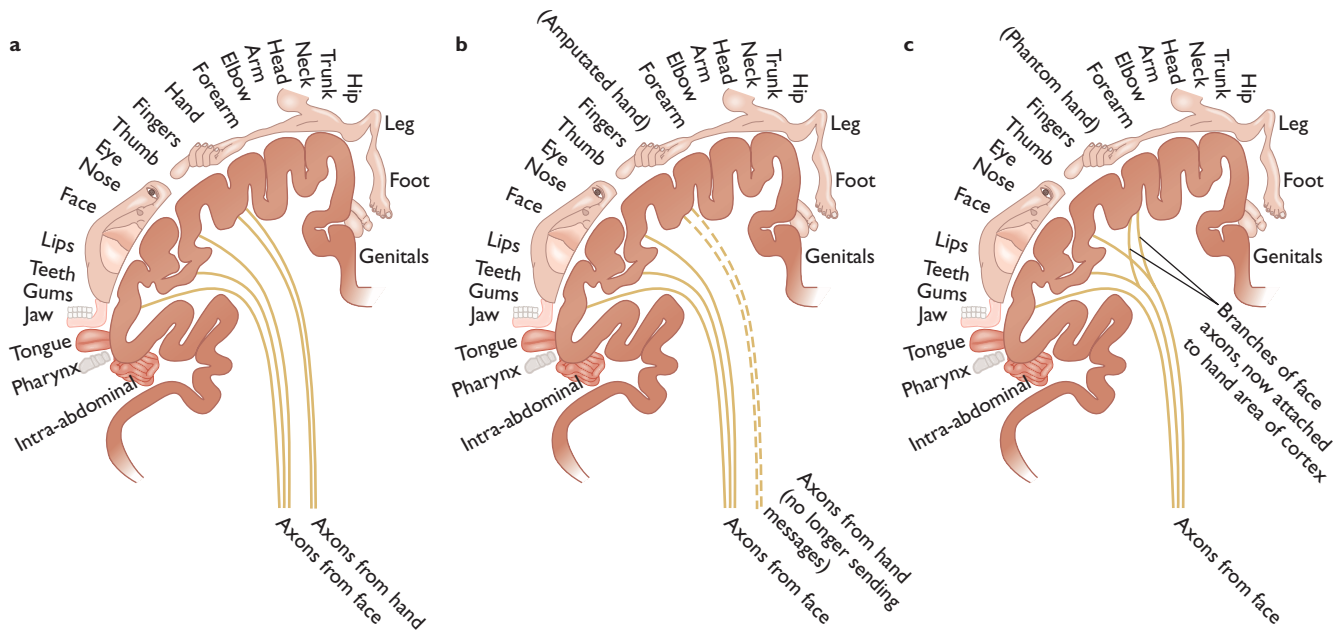 a
Intra-abdominal
Pharynx
Tongue
Jaw
Gums
Teeth
Lips
Face
Nose
Eye
Thumb
Fingers
Hand
Forearm
Elbow
Arm
Head
Neck
Trunk
Hip
Leg
Foot
Genitals
Axons from hand
Axons from face
b
Intra-abdominal
Pharynx
Tongue
Jaw
Gums
Teeth
Lips
Face
Nose
Eye
Thumb
Fingers
(Amputated hand)
Forearm
Elbow
Arm
Head
Neck
Trunk
Hip
Leg
Foot
Genitals
Axons from hand
(no longer sending
messages)
Axons from face
c
Intra-abdominal
Pharynx
Tongue
Jaw
Gums
Teeth
Lips
Face
Nose
Eye
Thumb
Fingers
(Phantom hand)
Forearm
Elbow
Arm
Head
Neck
Trunk
Hip
Leg
Foot
Genitals
Branches of face
axons, now attached
to hand area of cortex
Axons from face